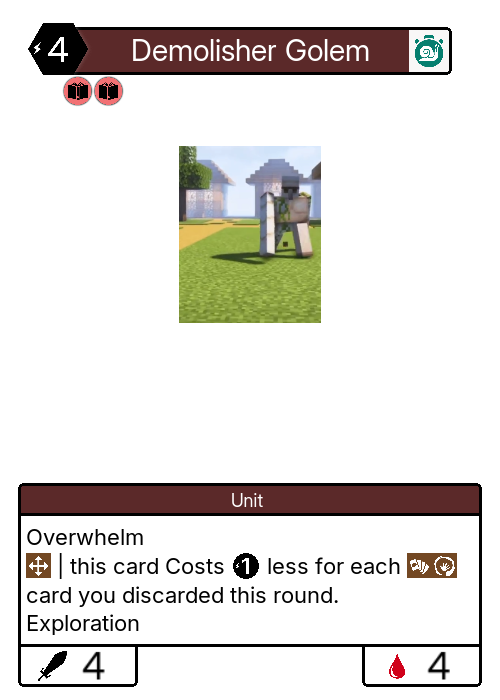 4 Demolisher Golem
Unit
Overwhelm
| this card Costs 1 less for each
card you discarded this round.
Exploration
4 4